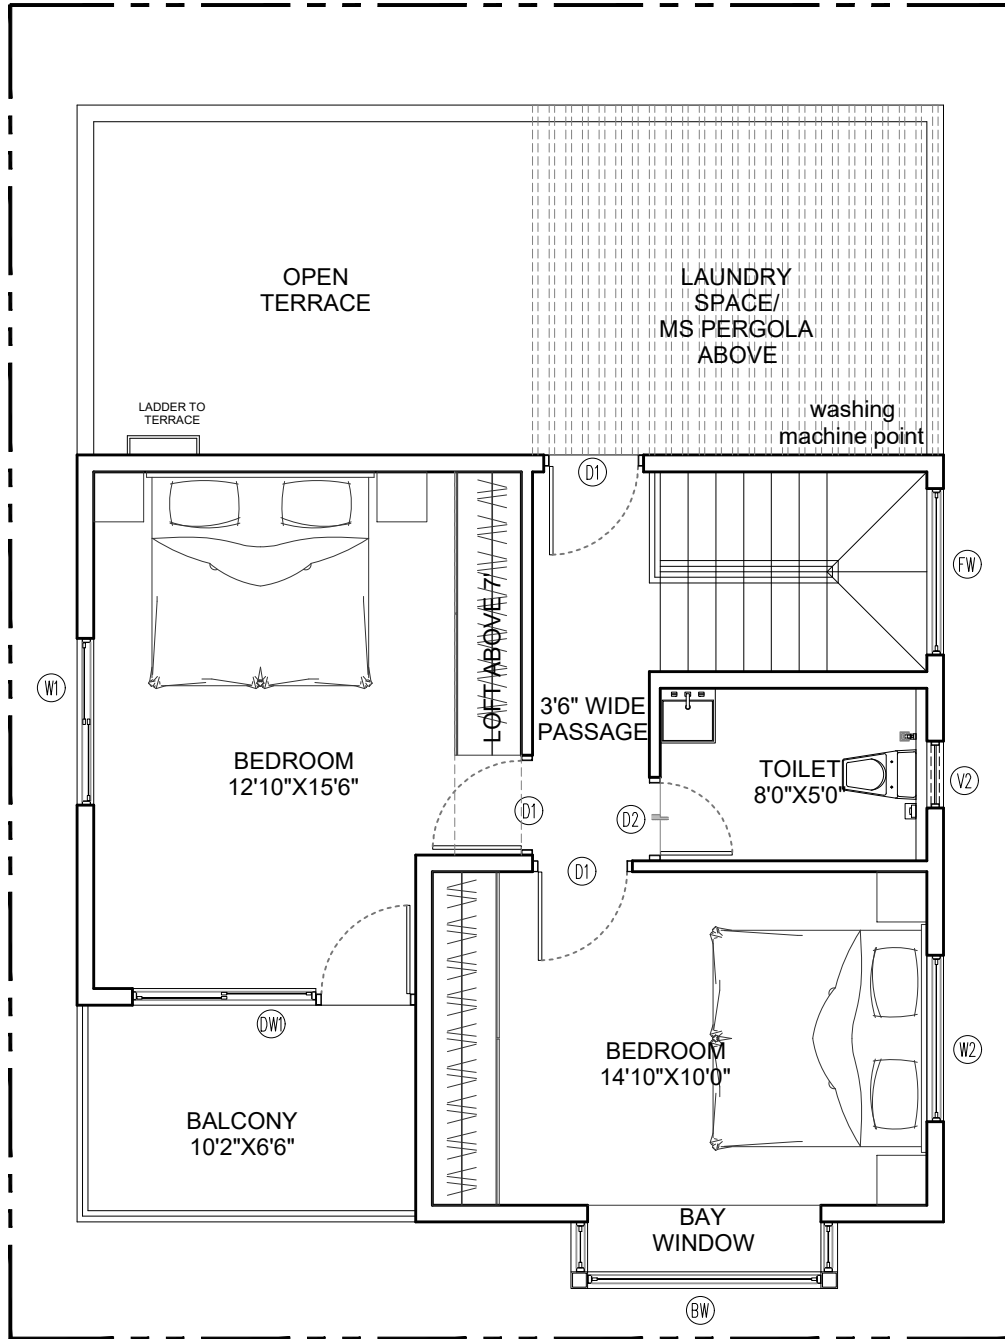 OPEN
TERRACE
LAUNDRY
SPACE/
MS PERGOLA
ABOVE
LADDER TO
TERRACE
washing
machine point
D1
FW
LOFT ABOVE 7'
W1
3'6" WIDE
PASSAGE
BEDROOM
12'10"X15'6"
TOILET
8'0"X5'0"
V2
D1
D2
D1
DW1
BEDROOM
14'10"X10'0"
W2
BALCONY
10'2"X6'6"
BAY
WINDOW
BW